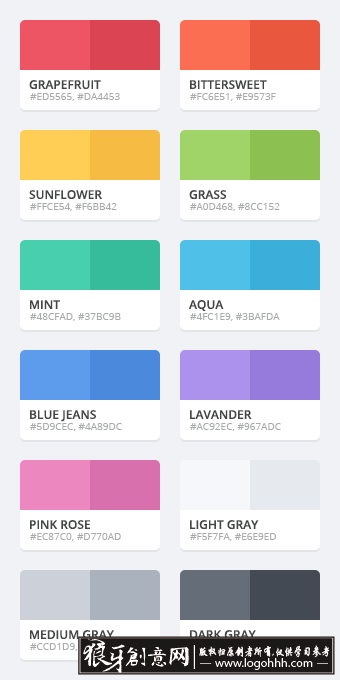 GRAPEFRUIT
#ED5565, #DA4453
BITTERSWEET
#FC6E51, #E9573F
SUNFLOWER
#FFCE54, #F6BB42
GRASS
#A0D468, #8CC152
MINT
#48CFAD, #37BC9B
AQUA
#4FC1E9, #3BAFDA
BLUE JEANS
#5D9CEC, #4A89DC
LAVANDER
#AC92EC, #967ADC
PINK ROSE
#EC87C0, #D770AD
LIGHT GRAY
#F5F7FA, #E6E9ED
MEDIUM GRAY
#CCD1D9,
DARK GRAY
狼牙創意网
版权归原创者所有,仅供学习参考
www.logohhh.com